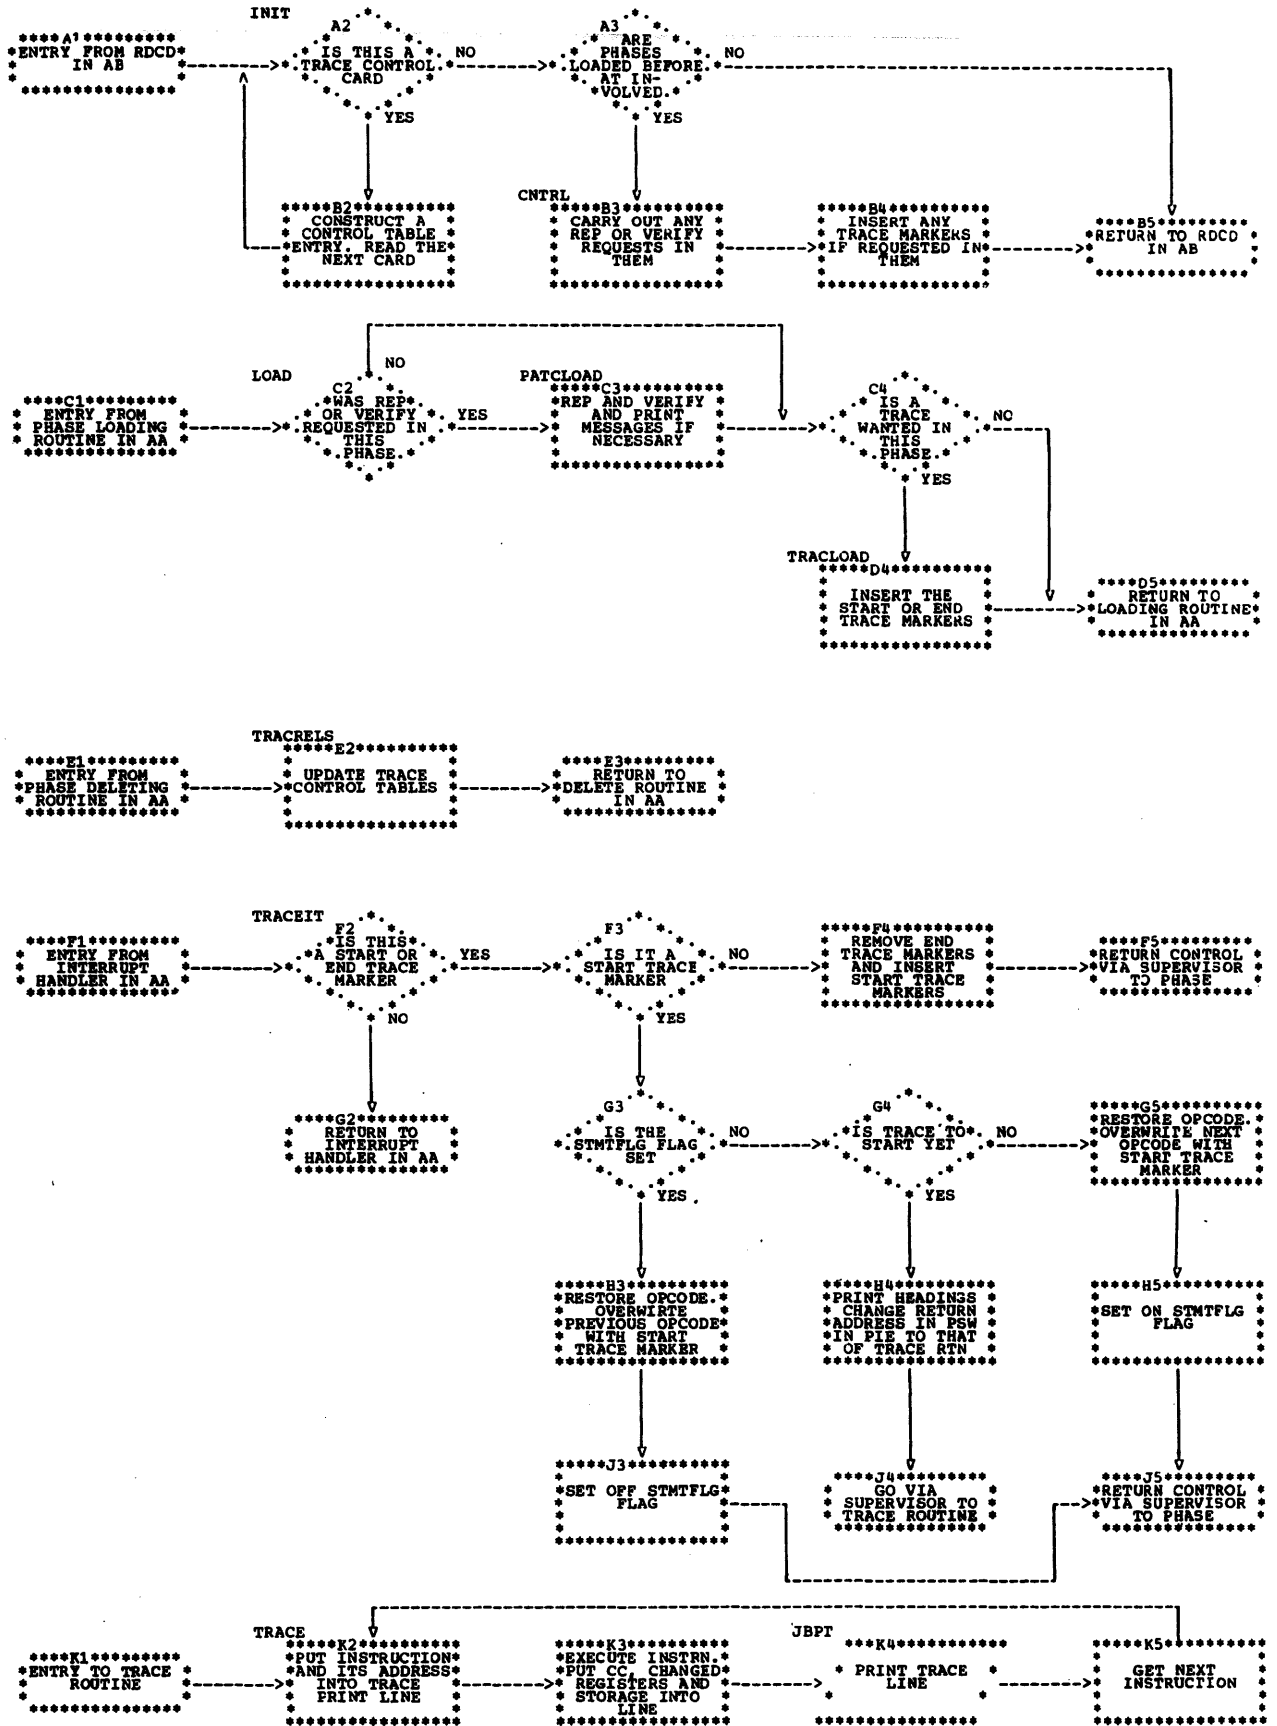 INIT
A1
ENTRY FROM RDCD
IN AB
A2
IS THIS A
TRACE CONTROL
CARD
NO
YES
A3
ARE
PHASES
LOADED BEFORE
AT IN-
VOLVED.
NO
YES
B2
CONSTRUCT A
CONTROL TABLE
ENTRY. READ THE
NEXT CARD
CNTRL
B3
CARRY OUT ANY
REP OR VERIFY
REQUESTS IN
THEM
B4
INSERT ANY
TRACE MARKERS
IF REQUESTED IN
THEM
B5
RETURN TO RDCD
IN AB
C1
ENTRY FROM
PHASE LOADING
ROUTINE IN AA
LOAD
NO
C2
WAS REP
OR VERIFY
REQUESTED IN
THIS
PHASE.
YES
PATCLOAD
C3
REP AND VERIFY
AND PRINT
MESSAGES IF
NECESSARY
C4
IS A
TRACE
WANTED IN
THIS
PHASE.
NO
YES
TRACLOAD
D4
INSERT THE
START OR END
TRACE MARKERS
D5
RETURN TO
LOADING ROUTINE
IN AA
E1
ENTRY FROM
PHASE DELETING
ROUTINE IN AA
TRACRELS
E2
UPDATE TRACE
CONTROL TABLES
E3
RETURN TO
DELETE ROUTINE
IN AA
F1
ENTRY FROM
INTERRUPT
HANDLER IN AA
TRACEIT
F2
IS THIS
A START OR
END TRACE
MARKER
YES
NO
F3
IS IT A
START TRACE
MARKER
NO
YES
F4
REMOVE END
TRACE MARKERS
AND INSERT
START TRACE
MARKERS
F5
RETURN CONTROL
VIA SUPERVISOR
TO PHASE
G2
RETURN TO
INTERRUPT
HANDLER IN AA
G3
IS THE
STMTFLG FLAG
SET
NO
YES
G4
IS TRACE TO
START YET
NO
YES
G5
RESTORE OPCODE.
OVERWRITE NEXT
OPCODE WITH
START TRACE
MARKER
H3
RESTORE OPCODE.
OVERWIRTE
PREVIOUS OPCODE
WITH START
TRACE MARKER
H4
PRINT HEADINGS
CHANGE RETURN
ADDRESS IN PSW
IN PIE TO THAT
OF TRACE RTN
H5
SET ON STMTFLG
FLAG
J3
SET OFF STMTFLG
FLAG
J4
GO VIA
SUPERVISOR TO
TRACE ROUTINE
J5
RETURN CONTROL
VIA SUPERVISOR
TO PHASE
K1
ENTRY TO TRACE
ROUTINE
TRACE
K2
PUT INSTRUCTION
AND ITS ADDRESS
INTO TRACE
PRINT LINE
K3
EXECUTE INSTRN.
PUT CC, CHANGED
REGISTERS AND
STORAGE INTO
LINE
JBPT
K4
PRINT TRACE
LINE
K5
GET NEXT
INSTRUCTION